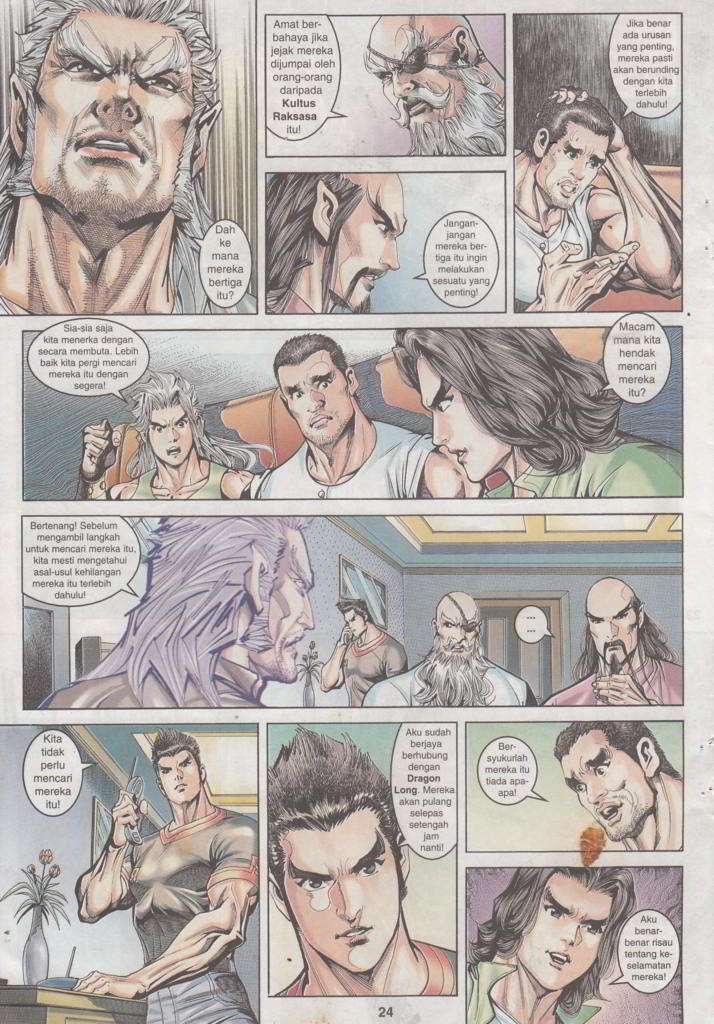 Dah
ke
mana
mereka
bertiga
itu?
Amat ber-
bahaya jika
jejak mereka
dijumpai oleh
orang-orang
daripada
Kultus
Raksasa
itu!
Jangan-
jangan
mereka ber-
tiga itu ingin
melakukan
sesuatu yang
penting!
Jika benar
ada urusan
yang penting,
mereka pasti
akan berunding
dengan kita
terlebih
dahulu!
Sia-sia saja
kita menerka dengan
secara membuta. Lebih
baik kita pergi mencari
mereka itu dengan
segera!
Macam
mana kita
hendak
mencari
mereka
itu?
Bertenang! Sebelum
mengambil langkah
untuk mencari mereka itu,
kita mesti mengetahui
asal-usul kehilangan
mereka itu terlebih
dahulu!
...
...
Kita
tidak
perlu
mencari
mereka
itu!
Aku sudah
berjaya
berhubung
dengan
Dragon
Long. Mereka
akan pulang
selepas
setengah
jam
nanti!
Ber-
syukurlah
mereka itu
tiada apa-
apa!
Aku
benar-
benar risau
tentang ke-
selamatan
mereka!
24